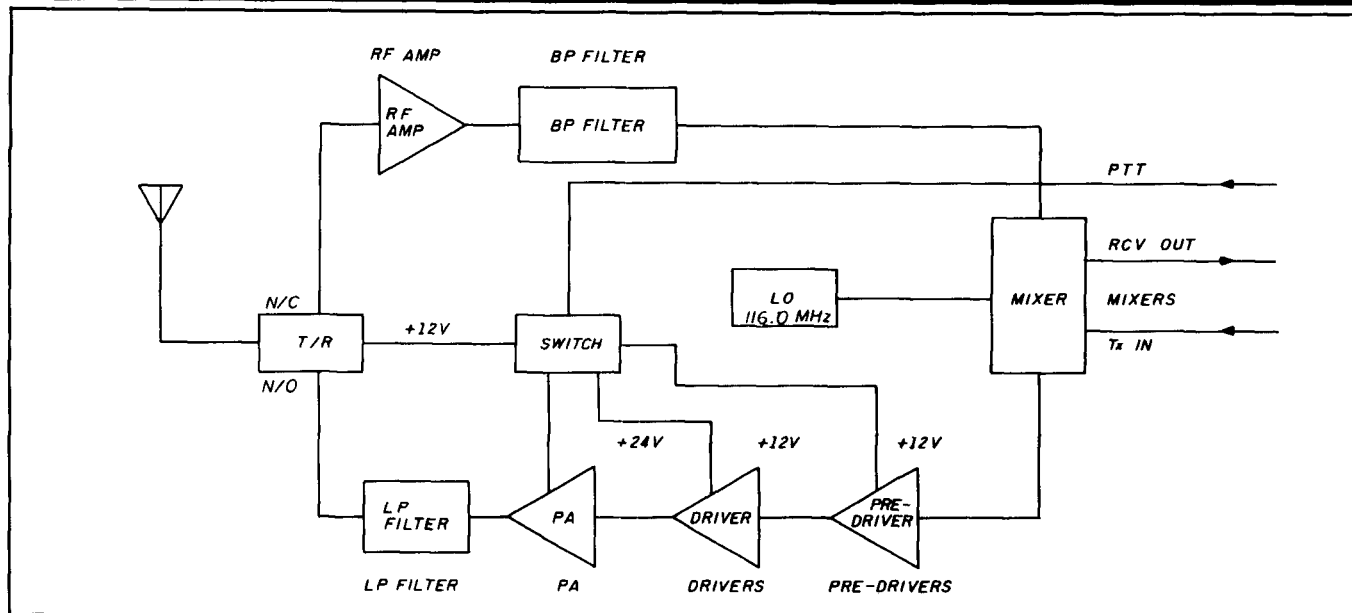 RF AMP
BP FILTER
RF
AMP
BP FILTER
PTT
RCV OUT
LO
116.0 MHz
MIXER
MIXERS
Tx IN
N/C
T/R
+12V
SWITCH
N/O
+24V
+12V
+12V
LP
FILTER
PA
DRIVER
PRE-
DRIVER
LP FILTER
PA
DRIVERS
PRE-DRIVERS